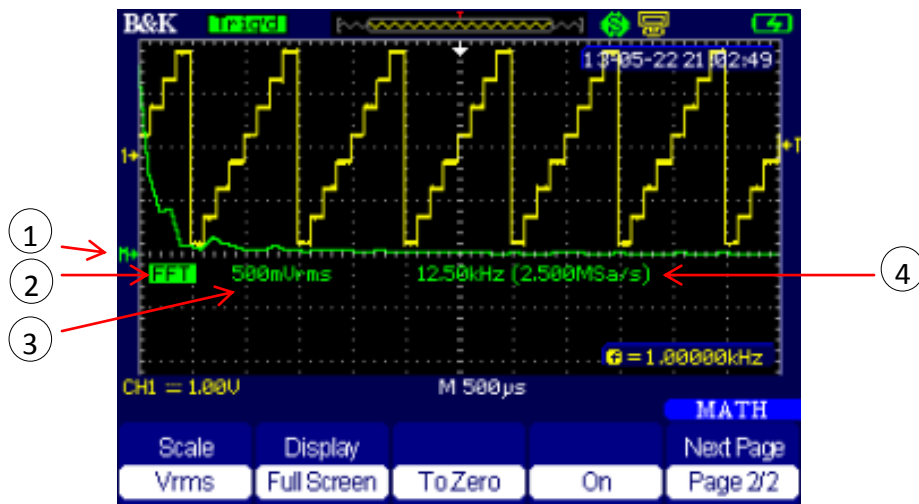 B&K Trig'd
13-05-22 21:02:49
1 T
1
M
2 FFT 500mVrms 12.50kHz (2.500MSa/s) 4
3
f = 1.00000kHz
CH1 = 1.00V M 500µs
MATH
Scale Display Next Page
Vrms Full Screen To Zero On Page 2/2